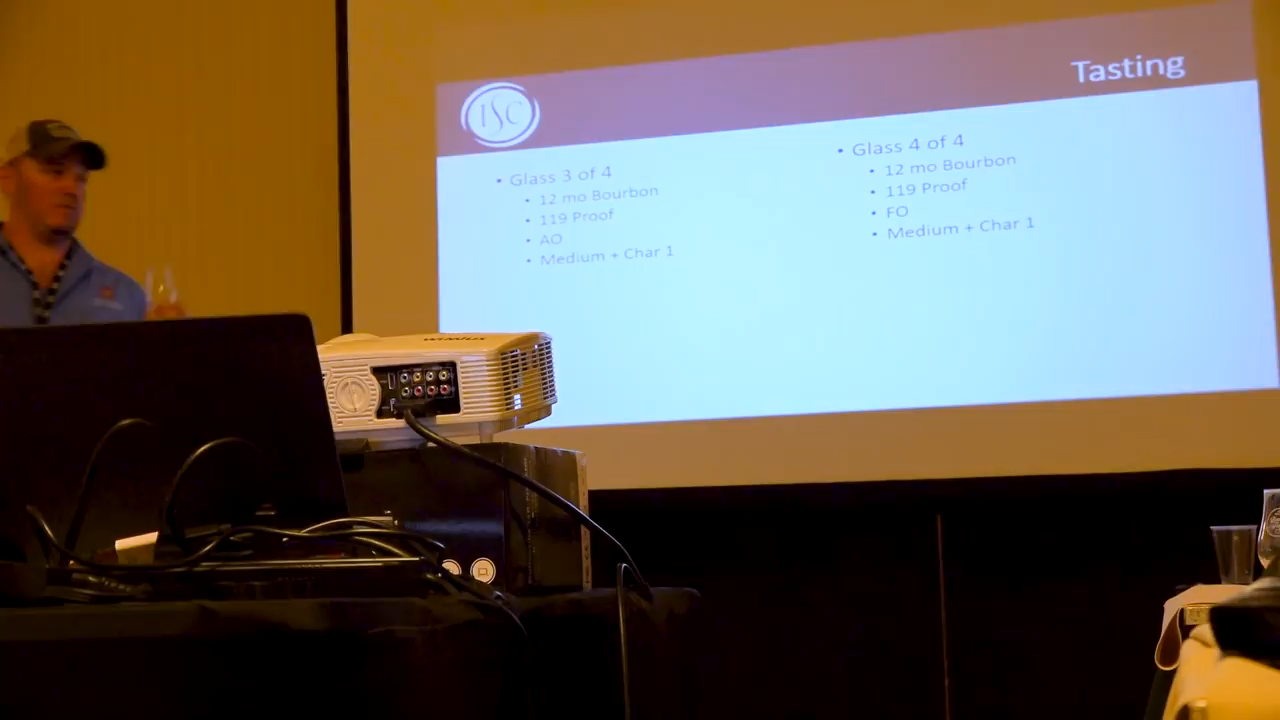 Tasting
ISC
• Glass 3 of 4
• 12 mo Bourbon
• 119 Proof
• AO
• Medium + Char 1
• Glass 4 of 4
• 12 mo Bourbon
• 119 Proof
• FO
• Medium + Char 1